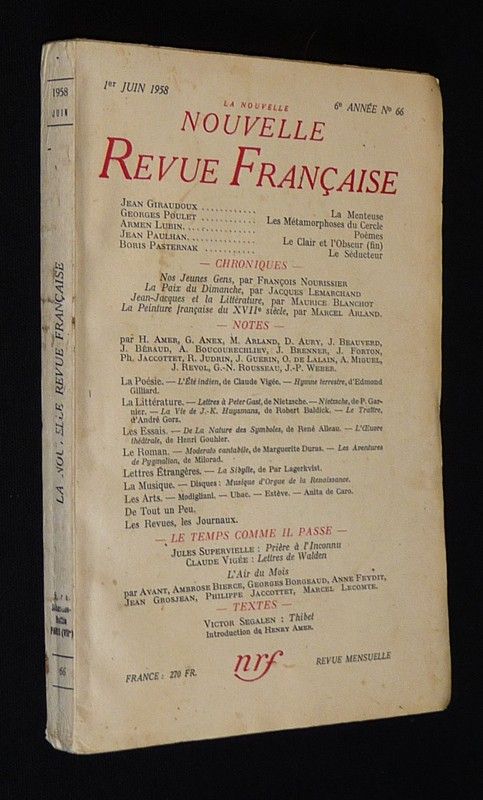 1er JUIN 1958
6e ANNÉE No 66
LA NOUVELLE
NOUVELLE
REVUE FRANÇAISE
JEAN GIRAUDOUX ............ La Menteuse
GEORGES POULET ............ Les Métamorphoses du Cercle
ARMEN LUBIN. .............. Poèmes
JEAN PAULHAN. ............. Le Clair et l'Obscur (fin)
BORIS PASTERNAK ........... Le Séducteur
— CHRONIQUES —
Nos Jeunes Gens, par FRANÇOIS NOURISSIER
La Paix du Dimanche, par JACQUES LEMARCHAND
Jean-Jacques et la Littérature, par MAURICE BLANCHOT
La Peinture française du XVIIe siècle, par MARCEL ARLAND.
— NOTES —
par H. AMER, G. ANEX, M. ARLAND, D. AURY, J. BEAUVERD,
J. BÉRAUD, A. BOUCOURECHLIEV, J. BRENNER, J. FORTON,
PH. JACCOTTET, R. JUDRIN, J. GUÉRIN, O. DE LALAIN, A. MIGUEL,
J. REVOL, G.-N. ROUSSEAU, J.-P. WEBER.
La Poésie. — L'Été indien, de Claude Vigée. — Hymne terrestre, d'Edmond
Gilliard.
La Littérature. — Lettres à Peter Gast, de Nietzsche. — Nietzsche, de P. Gar-
nier. — La Vie de J.-K. Huysmans, de Robert Baldick. — Le Traître,
d'André Gorz.
Les Essais. — De La Nature des Symboles, de René Alleau. — L'Œuvre
théâtrale, de Henri Gouhier.
Le Roman. — Moderato cantabile, de Marguerite Duras. — Les Aventures
de Pygmalion, de Milorad.
Lettres Étrangères. — La Sibylle, de Par Lagerkvist.
La Musique. — Disques : Musique d'Orgue de la Renaissance.
Les Arts. — Modigliani. — Ubac. — Estève. — Anita de Caro.
De Tout un Peu.
Les Revues, les Journaux.
— LE TEMPS COMME IL PASSE —
JULES SUPERVIELLE : Prière à l'Inconnu
CLAUDE VIGÉE : Lettres de Walden
L'Air du Mois
par AVANT, AMBROSE BIERCE, GEORGES BORGEAUD, ANNE FEYDIT,
JEAN GROSJEAN, PHILIPPE JACCOTTET, MARCEL LECOMTE.
— TEXTES —
VICTOR SEGALEN : Thibet
Introduction de HENRY AMER.
FRANCE : 270 FR.
nrf
REVUE MENSUELLE
1958
JUIN
LA NOUVELLE REVUE FRANÇAISE
PARIS (VIIe)
66